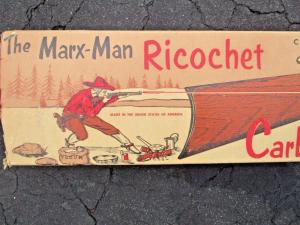 The Marx-Man Ricochet
MADE IN THE UNITED STATES OF AMERICA
Carb